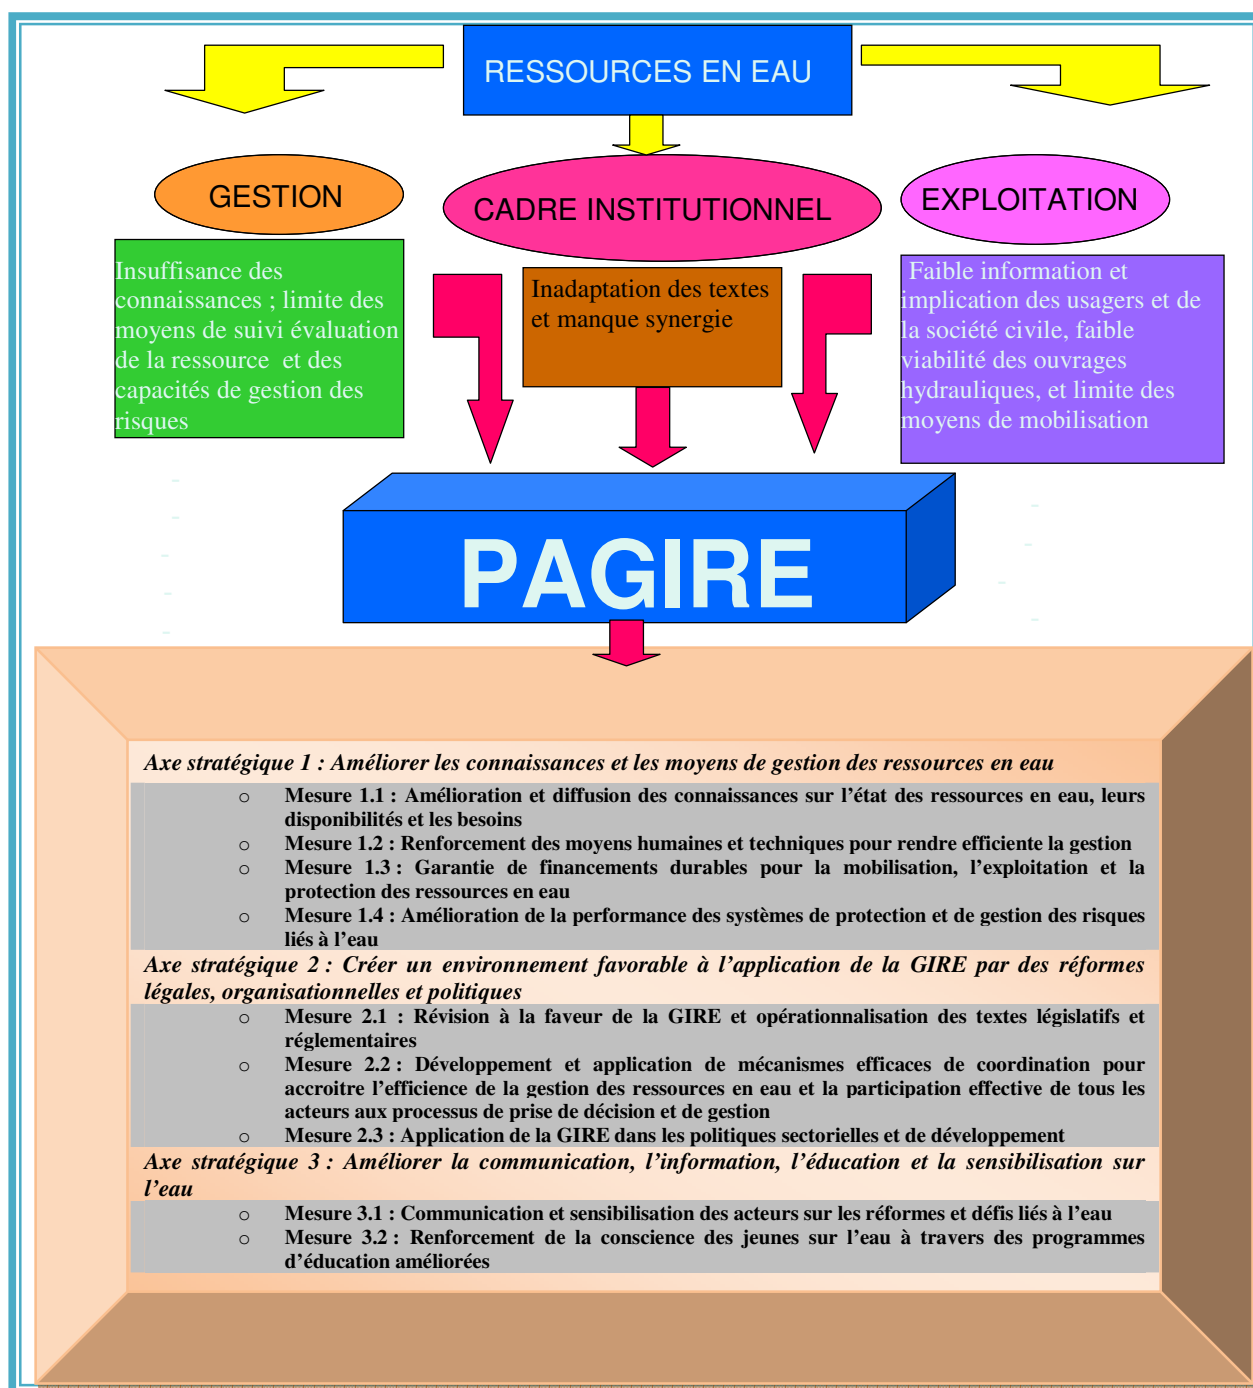 RESSOURCES EN EAU
GESTION
CADRE INSTITUTIONNEL
EXPLOITATION
Insuffisance des
connaissances ; limite des
moyens de suivi évaluation
de la ressource et des
capacités de gestion des
risques
Inadaptation des textes
et manque synergie
Faible information et
implication des usagers et de
la société civile, faible
viabilité des ouvrages
hydrauliques, et limite des
moyens de mobilisation
PAGIRE
Axe stratégique 1 : Améliorer les connaissances et les moyens de gestion des ressources en eau
o Mesure 1.1 : Amélioration et diffusion des connaissances sur l’état des ressources en eau, leurs
disponibilités et les besoins
o Mesure 1.2 : Renforcement des moyens humaines et techniques pour rendre efficiente la gestion
o Mesure 1.3 : Garantie de financements durables pour la mobilisation, l’exploitation et la
protection des ressources en eau
o Mesure 1.4 : Amélioration de la performance des systèmes de protection et de gestion des risques
liés à l’eau
Axe stratégique 2 : Créer un environnement favorable à l’application de la GIRE par des réformes
légales, organisationnelles et politiques
o Mesure 2.1 : Révision à la faveur de la GIRE et opérationnalisation des textes législatifs et
réglementaires
o Mesure 2.2 : Développement et application de mécanismes efficaces de coordination pour
accroitre l’efficience de la gestion des ressources en eau et la participation effective de tous les
acteurs aux processus de prise de décision et de gestion
o Mesure 2.3 : Application de la GIRE dans les politiques sectorielles et de développement
Axe stratégique 3 : Améliorer la communication, l’information, l’éducation et la sensibilisation sur
l’eau
o Mesure 3.1 : Communication et sensibilisation des acteurs sur les réformes et défis liés à l’eau
o Mesure 3.2 : Renforcement de la conscience des jeunes sur l’eau à travers des programmes
d’éducation améliorées